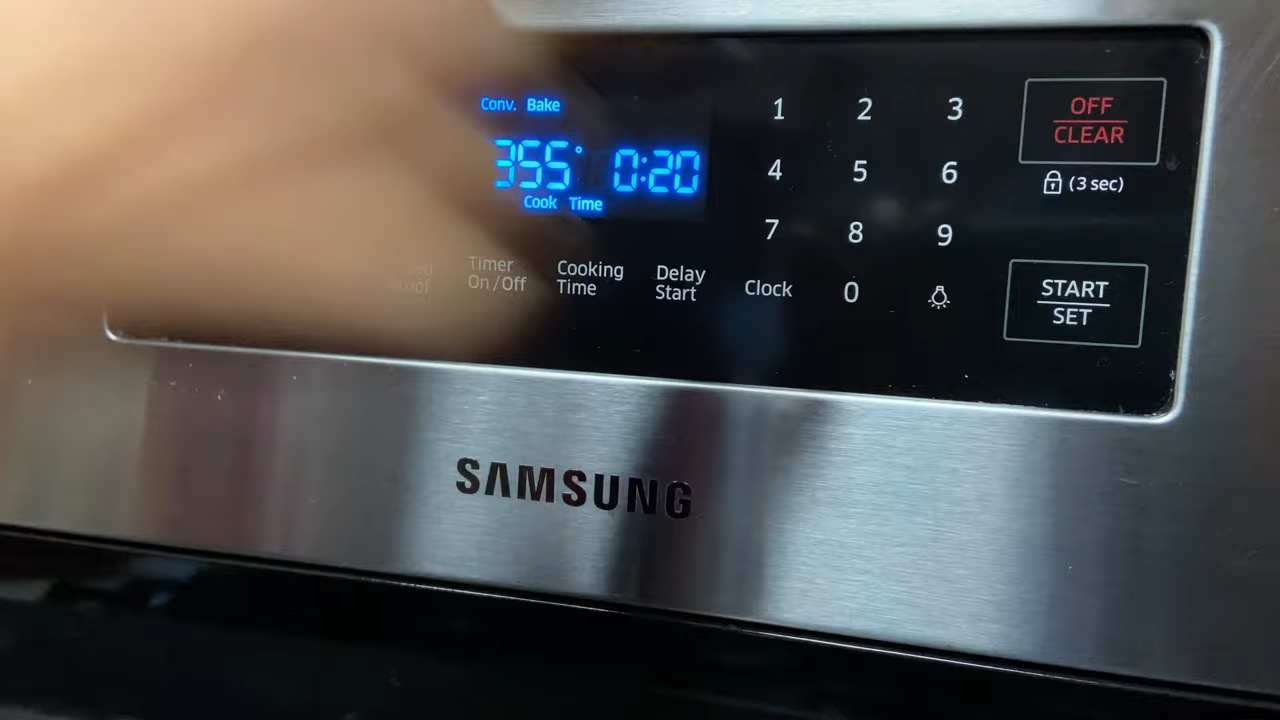 Conv. Bake
355° 0:20
Cook Time
1 2 3
4 5 6
7 8 9
0
OFF
CLEAR
(3 sec)
Timer
On/Off
Cooking
Time
Delay
Start
Clock
START
SET
SAMSUNG